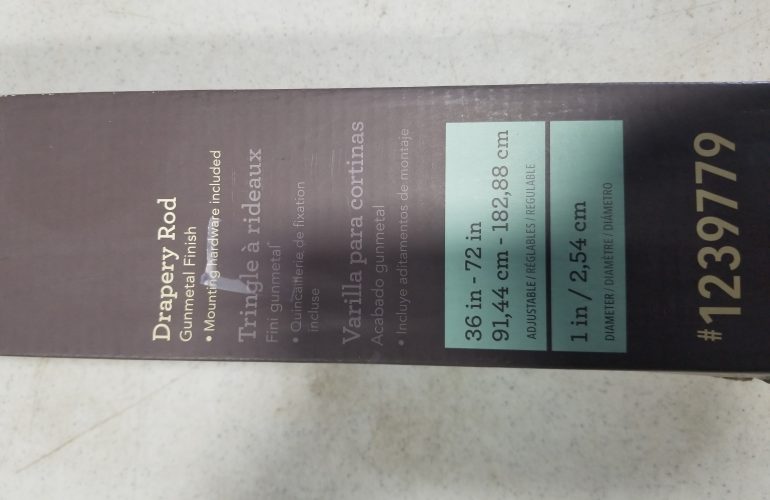 Drapery Rod
Gunmetal Finish
• Mounting hardware included
Tringle à rideaux
Fini gunmetal
• Quincaillerie de fixation
incluse
Varilla para cortinas
Acabado gunmetal
• Incluye aditamentos de montaje
36 in - 72 in
91,44 cm - 182,88 cm
ADJUSTABLE / RÉGLABLES / REGULABLE
1 in / 2,54 cm
DIAMETER / DIAMÈTRE / DIÁMETRO
#1239779